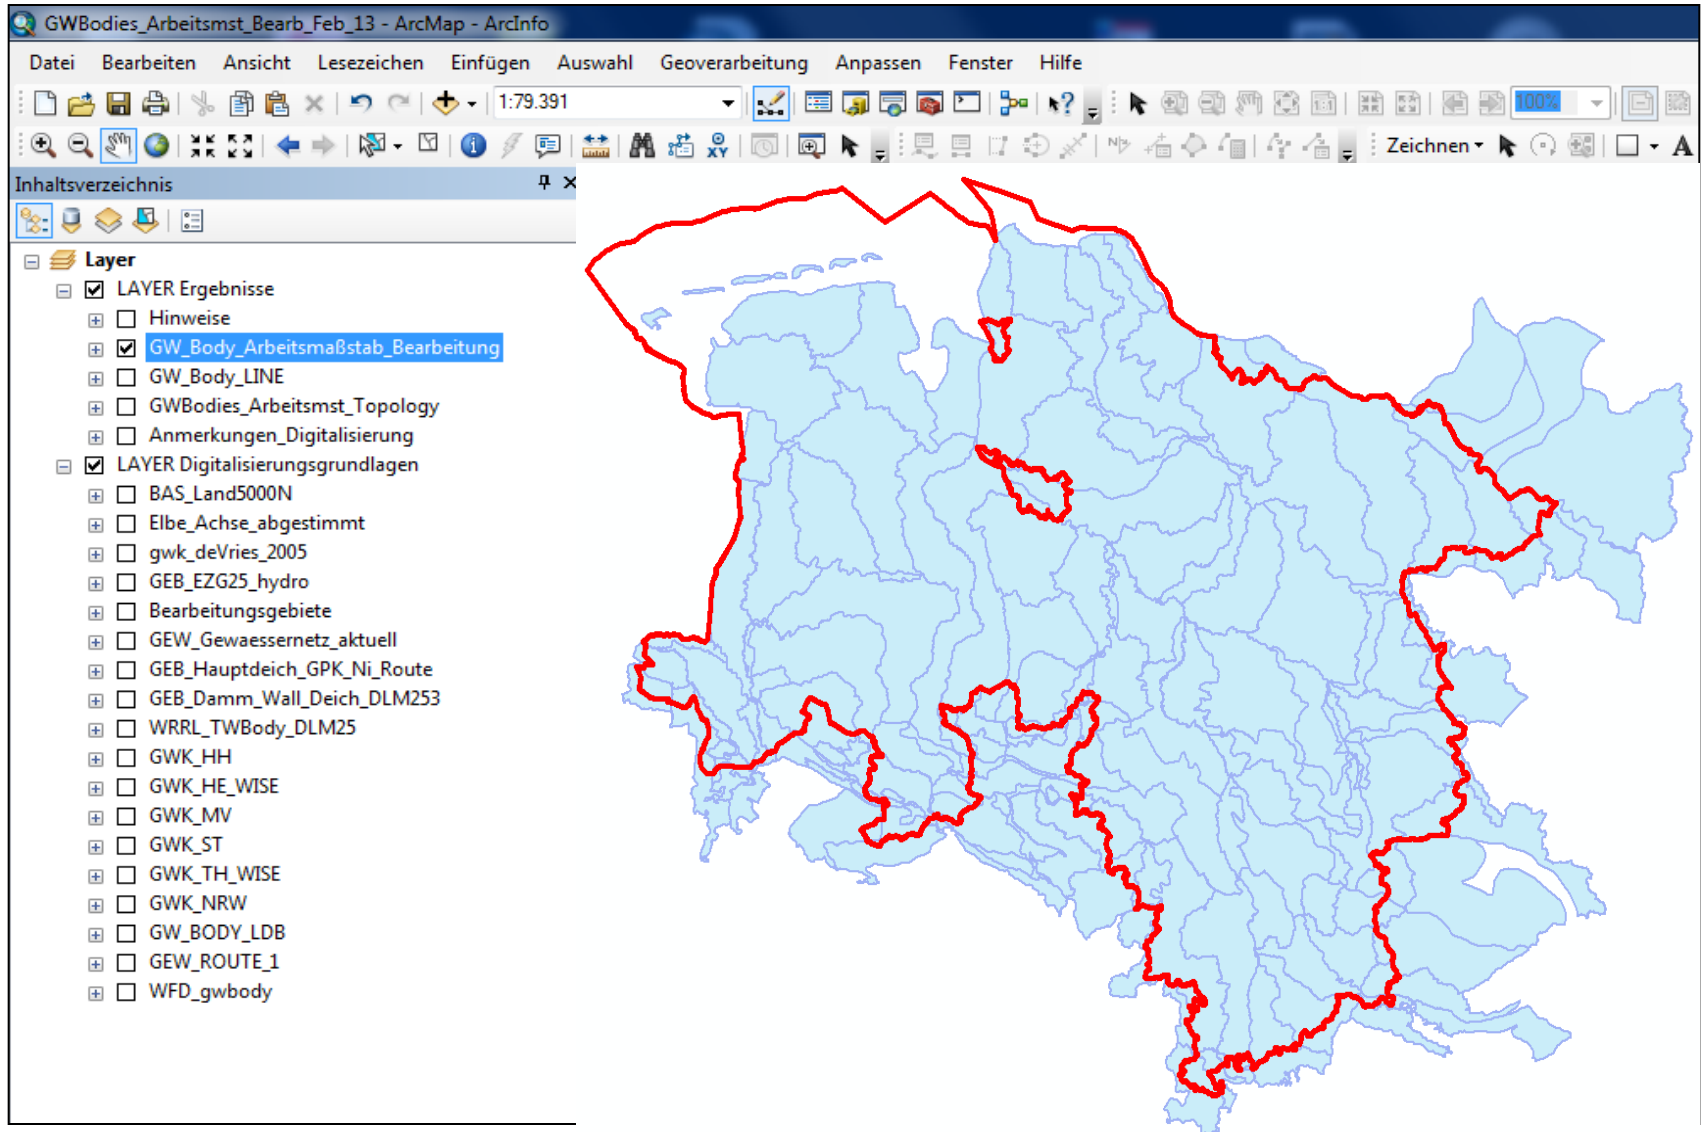 GWBodies_Arbeitsmst_Bearb_Feb_13 - ArcMap - ArcInfo
Datei Bearbeiten Ansicht Lesezeichen Einfügen Auswahl Geoverarbeitung Anpassen Fenster Hilfe
1:79.391 100%
XY Zeichnen A
Inhaltsverzeichnis
Layer
LAYER Ergebnisse
Hinweise
GW_Body_Arbeitsmaßstab_Bearbeitung
GW_Body_LINE
GWBodies_Arbeitsmst_Topology
Anmerkungen_Digitalisierung
LAYER Digitalisierungsgrundlagen
BAS_Land5000N
Elbe_Achse_abgestimmt
gwk_deVries_2005
GEB_EZG25_hydro
Bearbeitungsgebiete
GEW_Gewaessernetz_aktuell
GEB_Hauptdeich_GPK_Ni_Route
GEB_Damm_Wall_Deich_DLM253
WRRL_TWBody_DLM25
GWK_HH
GWK_HE_WISE
GWK_MV
GWK_ST
GWK_TH_WISE
GWK_NRW
GW_BODY_LDB
GEW_ROUTE_1
WFD_gwbody